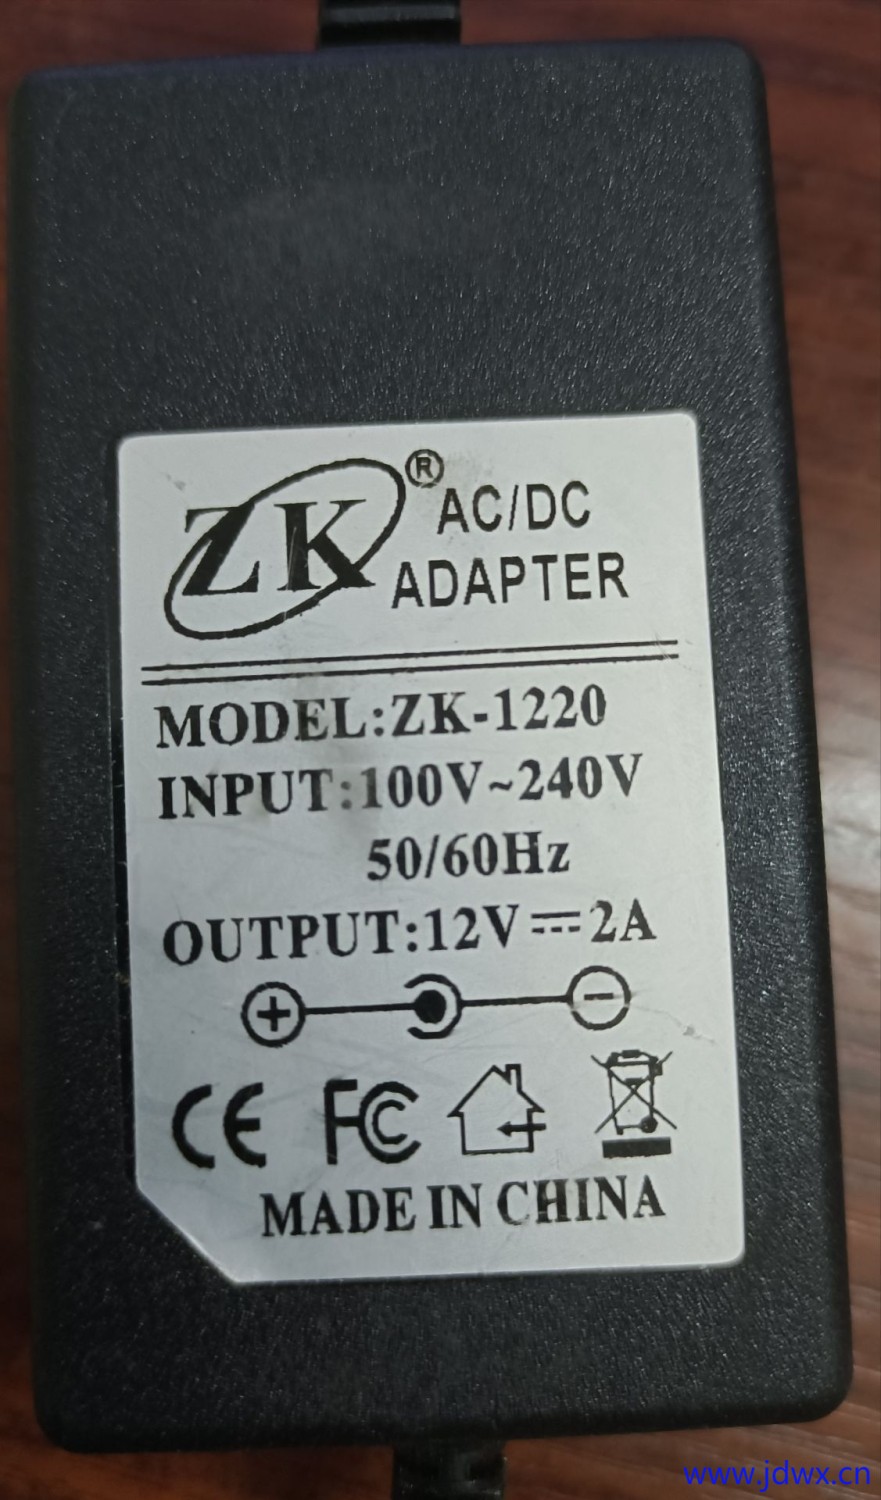 ZK® AC/DC
ADAPTER
MODEL:ZK-1220
INPUT:100V~240V
50/60Hz
OUTPUT:12V⎓2A
+ −
CE FC
MADE IN CHINA
www.jdwx.cn